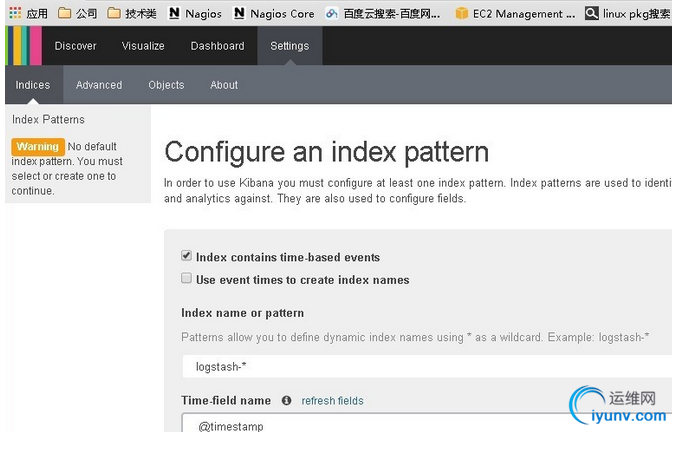 应用 公司 技术类 Nagios Nagios Core 百度云搜索-百度网... EC2 Management ... linux pkg搜索
Discover Visualize Dashboard Settings
Indices Advanced Objects About
Index Patterns
Warning No default
index pattern. You must
select or create one to
continue.
Configure an index pattern
In order to use Kibana you must configure at least one index pattern. Index patterns are used to identi
and analytics against. They are also used to configure fields.
Index contains time-based events
Use event times to create index names
Index name or pattern
Patterns allow you to define dynamic index names using * as a wildcard. Example: logstash-*
logstash-*
Time-field name refresh fields
@timestamp
运维网
iyunv.com